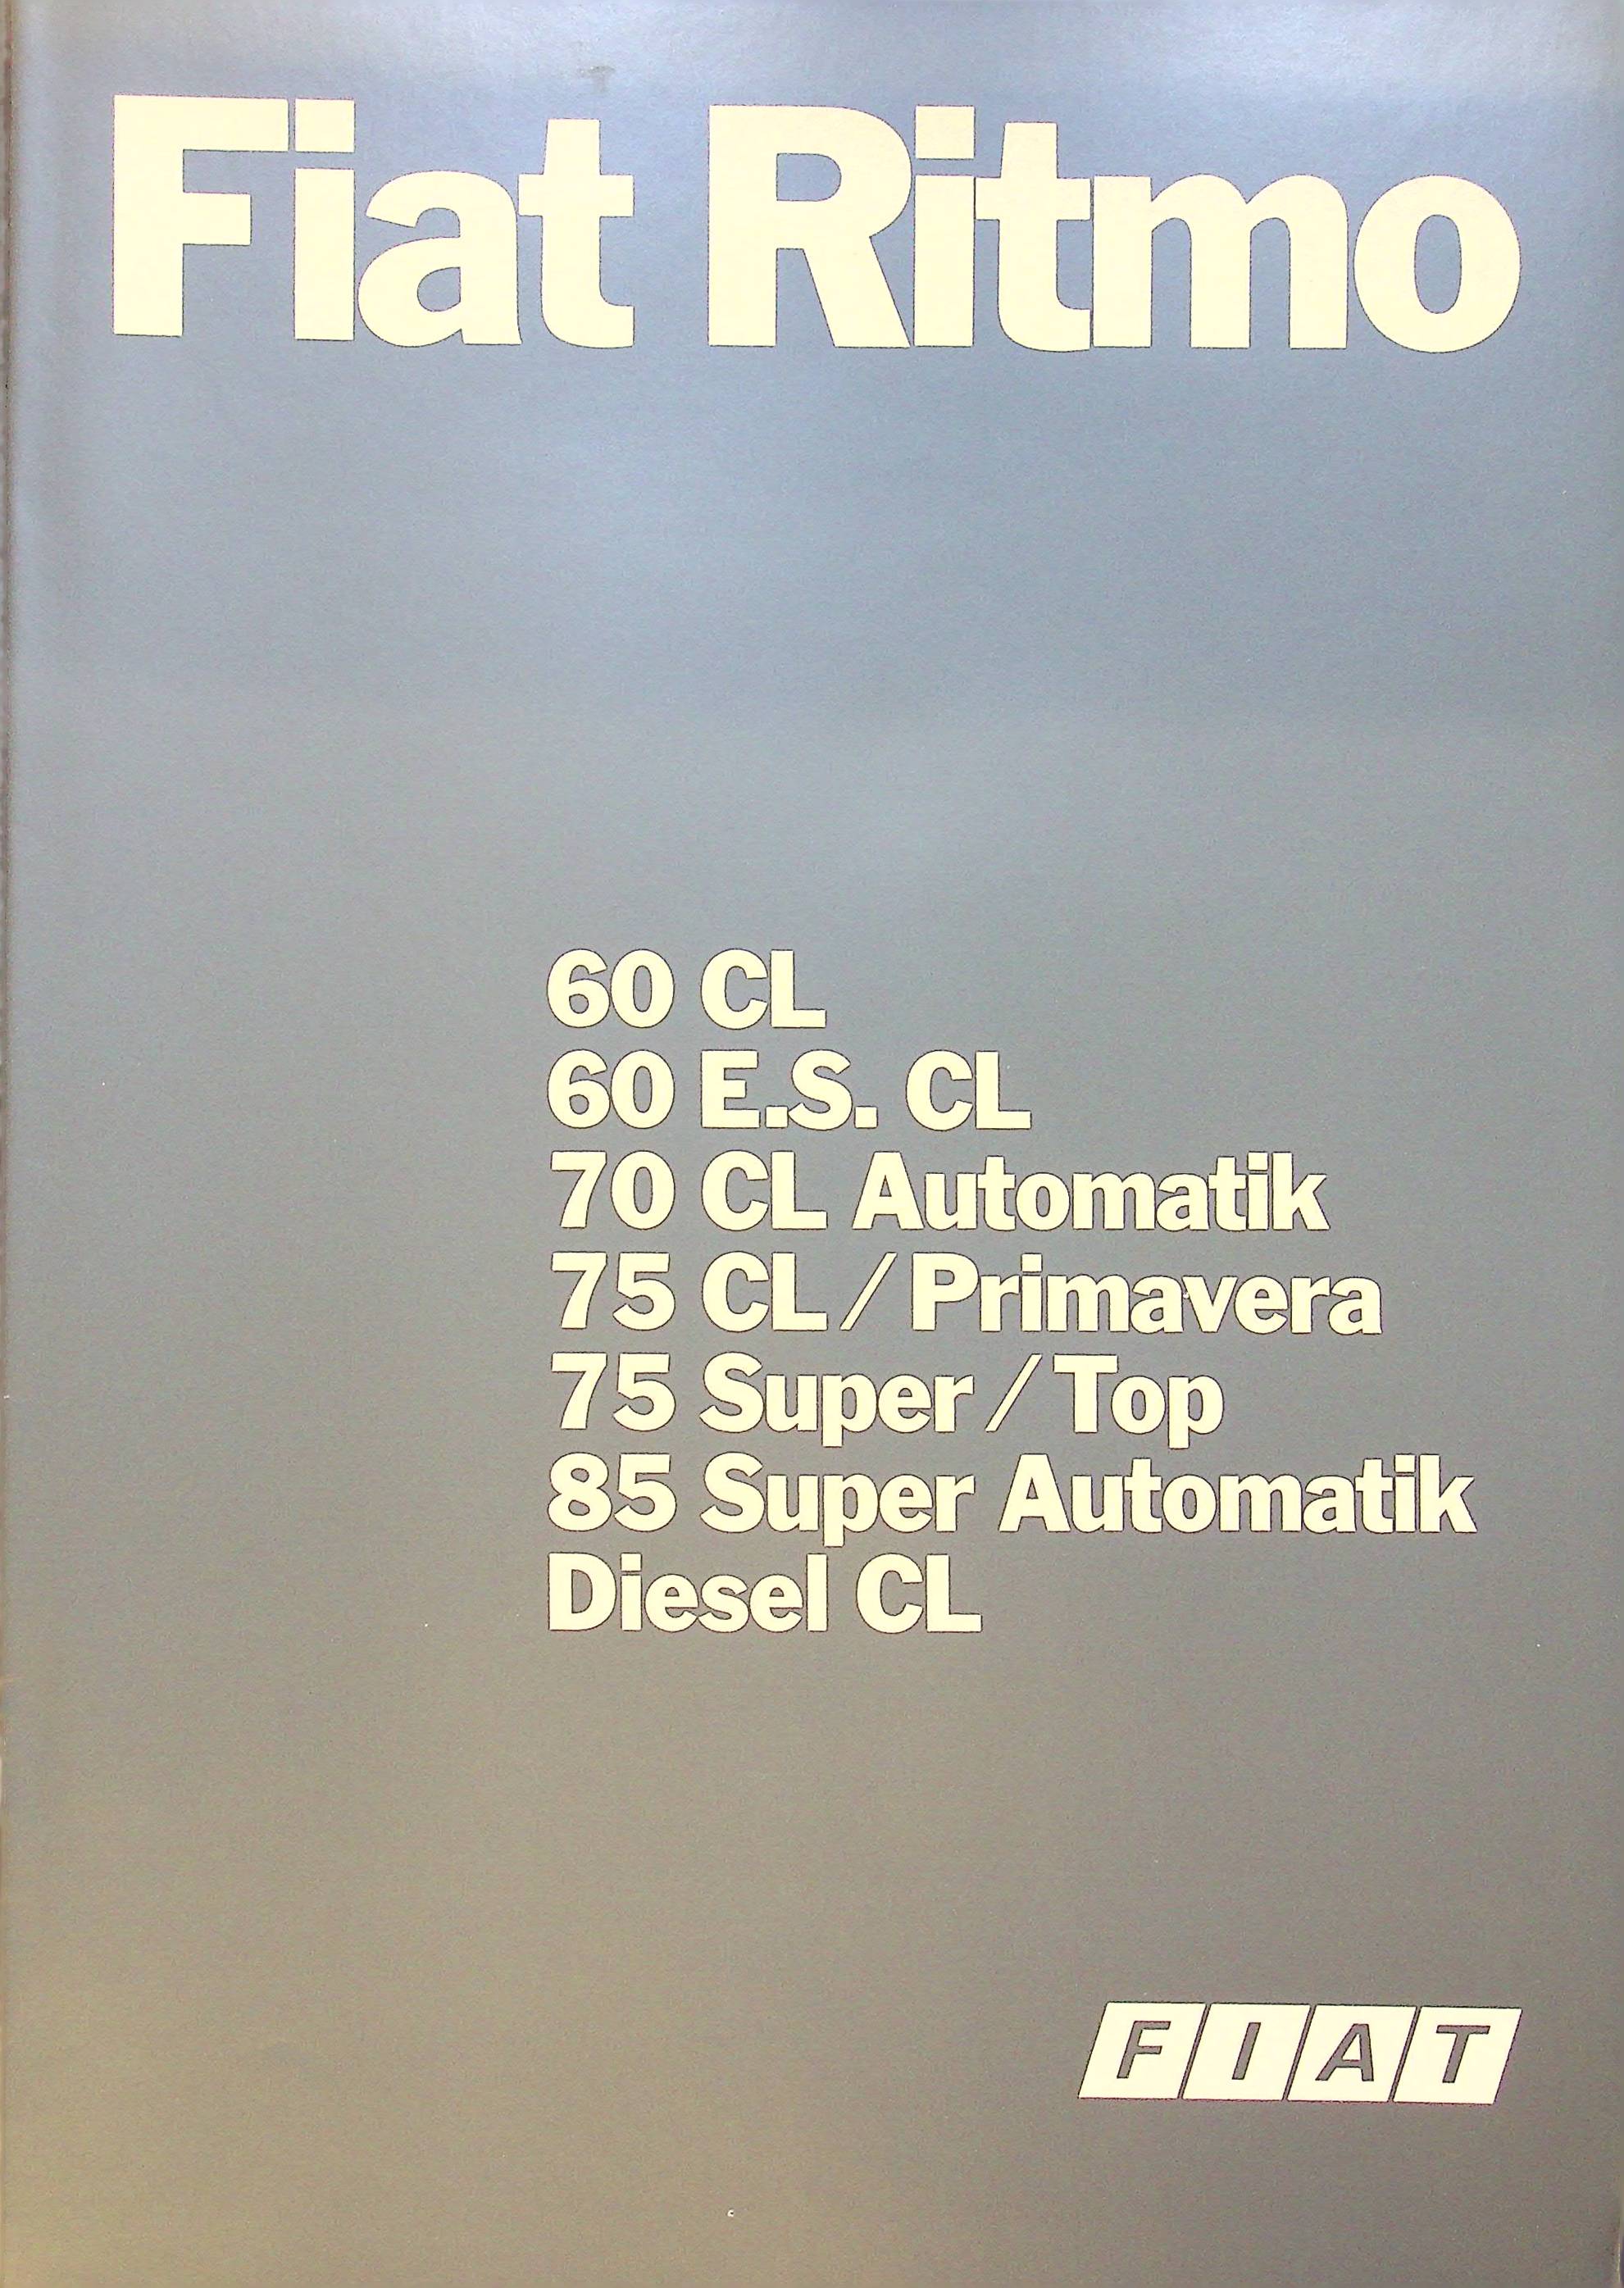 Fiat Ritmo
60 CL
60 E.S. CL
70 CL Automatik
75 CL / Primavera
75 Super / Top
85 Super Automatik
Diesel CL
FIAT